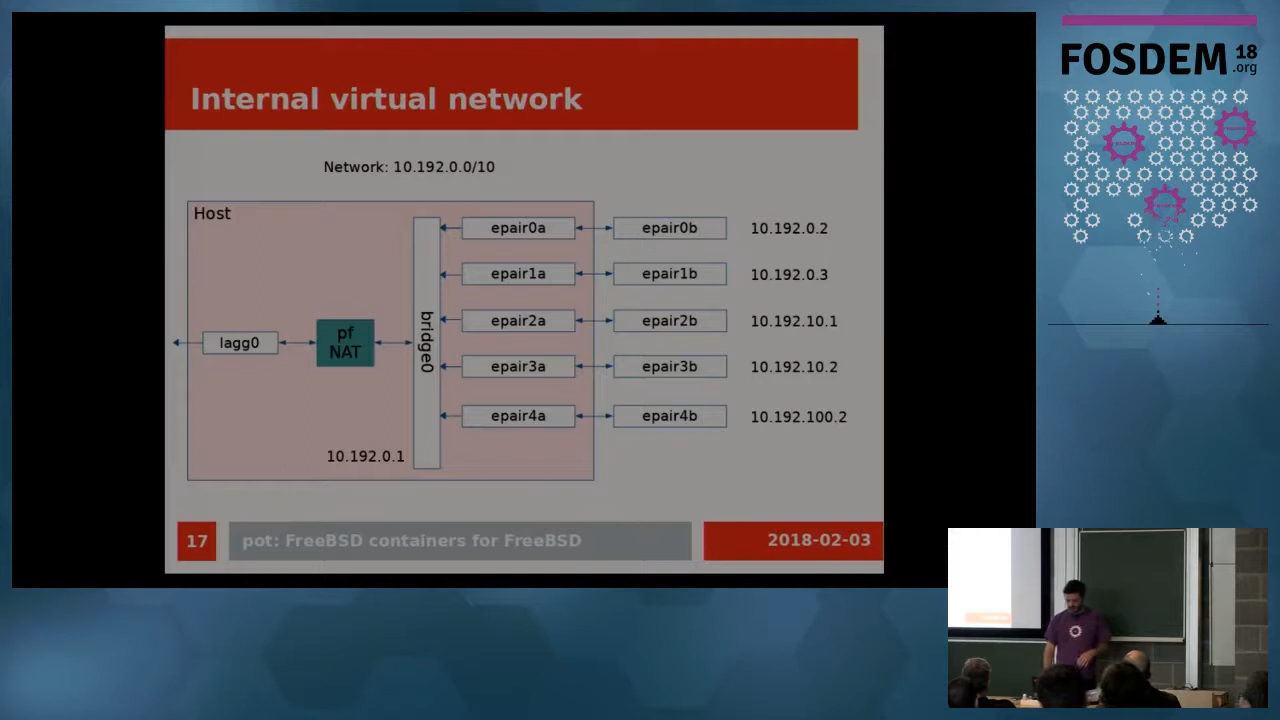 Internal virtual network
Network: 10.192.0.0/10
Host
epair0a
epair0b
10.192.0.2
epair1a
epair1b
10.192.0.3
epair2a
epair2b
10.192.10.1
lagg0
pf
NAT
bridge0
epair3a
epair3b
10.192.10.2
epair4a
epair4b
10.192.100.2
10.192.0.1
17
pot: FreeBSD containers for FreeBSD
2018-02-03
FOSDEM 18
.org